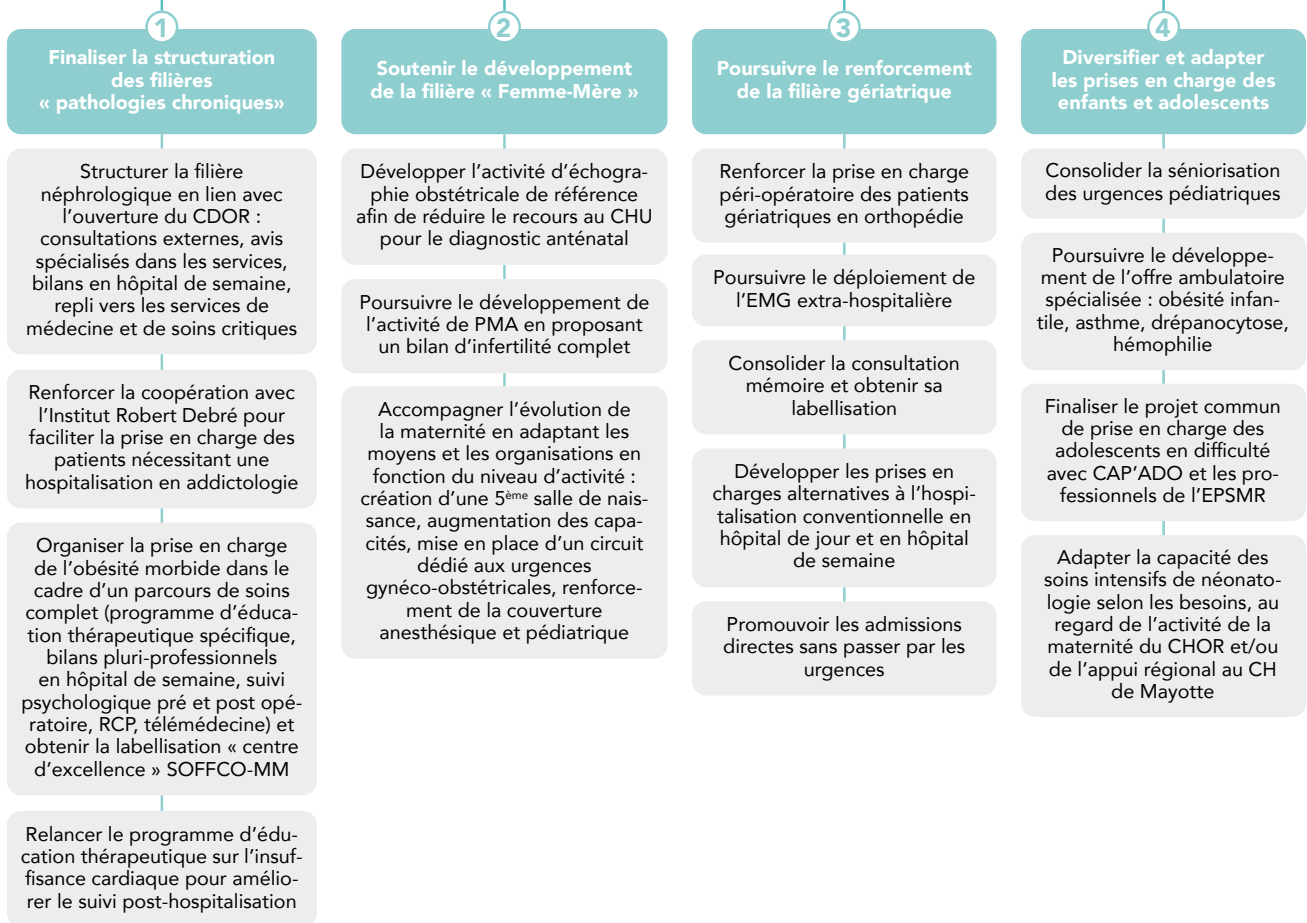 1
Finaliser la structuration
des filières
« pathologies chroniques»
Structurer la filière
néphrologique en lien avec
l'ouverture du CDOR :
consultations externes, avis
spécialisés dans les services,
bilans en hôpital de semaine,
repli vers les services de
médecine et de soins critiques
Renforcer la coopération avec
l'Institut Robert Debré pour
faciliter la prise en charge des
patients nécessitant une
hospitalisation en addictologie
Organiser la prise en charge
de l'obésité morbide dans le
cadre d'un parcours de soins
complet (programme d'éduca-
tion thérapeutique spécifique,
bilans pluri-professionnels
en hôpital de semaine, suivi
psychologique pré et post opé-
ratoire, RCP, télémédecine) et
obtenir la labellisation « centre
d'excellence » SOFFCO-MM
Relancer le programme d'édu-
cation thérapeutique sur l'insuf-
fisance cardiaque pour amélio-
rer le suivi post-hospitalisation
2
Soutenir le développement
de la filière « Femme-Mère »
Développer l'activité d'échogra-
phie obstétricale de référence
afin de réduire le recours au CHU
pour le diagnostic anténatal
Poursuivre le développement de
l'activité de PMA en proposant
un bilan d'infertilité complet
Accompagner l'évolution de
la maternité en adaptant les
moyens et les organisations en
fonction du niveau d'activité :
création d'une 5ème salle de nais-
sance, augmentation des capa-
cités, mise en place d'un circuit
dédié aux urgences
gynéco-obstétricales, renforce-
ment de la couverture
anesthésique et pédiatrique
3
Poursuivre le renforcement
de la filière gériatrique
Renforcer la prise en charge
péri-opératoire des patients
gériatriques en orthopédie
Poursuivre le déploiement de
l'EMG extra-hospitalière
Consolider la consultation
mémoire et obtenir sa
labellisation
Développer les prises en
charges alternatives à l'hospi-
talisation conventionnelle en
hôpital de jour et en hôpital
de semaine
Promouvoir les admissions
directes sans passer par les
urgences
4
Diversifier et adapter
les prises en charge des
enfants et adolescents
Consolider la séniorisation
des urgences pédiatriques
Poursuivre le développe-
ment de l'offre ambulatoire
spécialisée : obésité infan-
tile, asthme, drépanocytose,
hémophilie
Finaliser le projet commun
de prise en charge des
adolescents en difficulté
avec CAP'ADO et les pro-
fessionnels de l'EPSMR
Adapter la capacité des
soins intensifs de néonato-
logie selon les besoins, au
regard de l'activité de la
maternité du CHOR et/ou
de l'appui régional au CH
de Mayotte